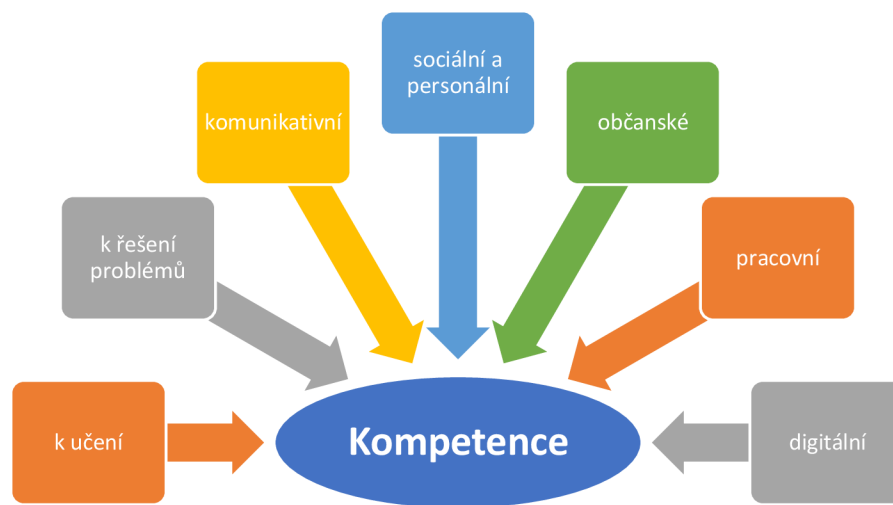 sociální a
personální
komunikativní
občanské
k řešení
problémů
pracovní
k učení
Kompetence
digitální